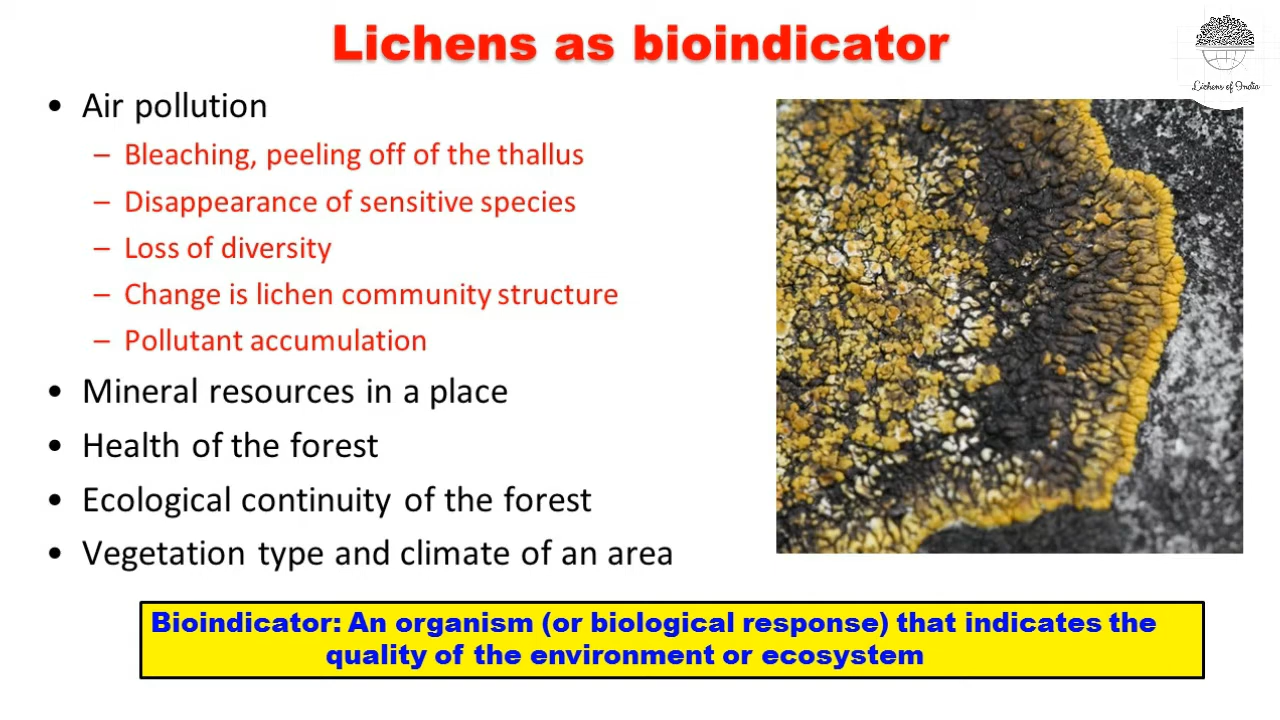 Lichens as bioindicator
Lichens of India
• Air pollution
– Bleaching, peeling off of the thallus
– Disappearance of sensitive species
– Loss of diversity
– Change is lichen community structure
– Pollutant accumulation
• Mineral resources in a place
• Health of the forest
• Ecological continuity of the forest
• Vegetation type and climate of an area
Bioindicator: An organism (or biological response) that indicates the
quality of the environment or ecosystem